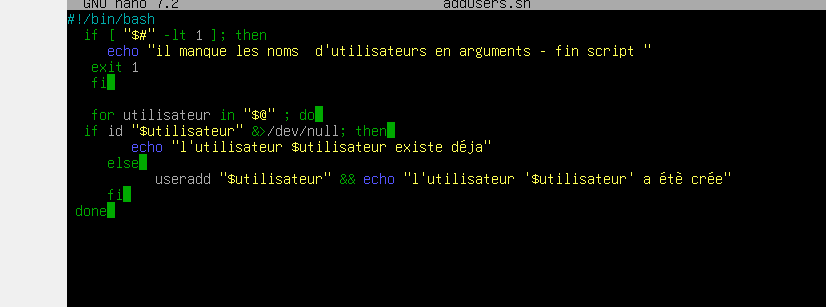 GNU nano 7.2 addUsers.sh
#!/bin/bash
if [ "$#" -lt 1 ]; then
echo "il manque les noms  d'utilisateurs en arguments - fin script "
exit 1
fi
for utilisateur in "$@" ; do
if id "$utilisateur" &>/dev/null; then
echo "l'utilisateur $utilisateur existe déja"
else
useradd "$utilisateur" && echo "l'utilisateur '$utilisateur' a étè crée"
fi
done